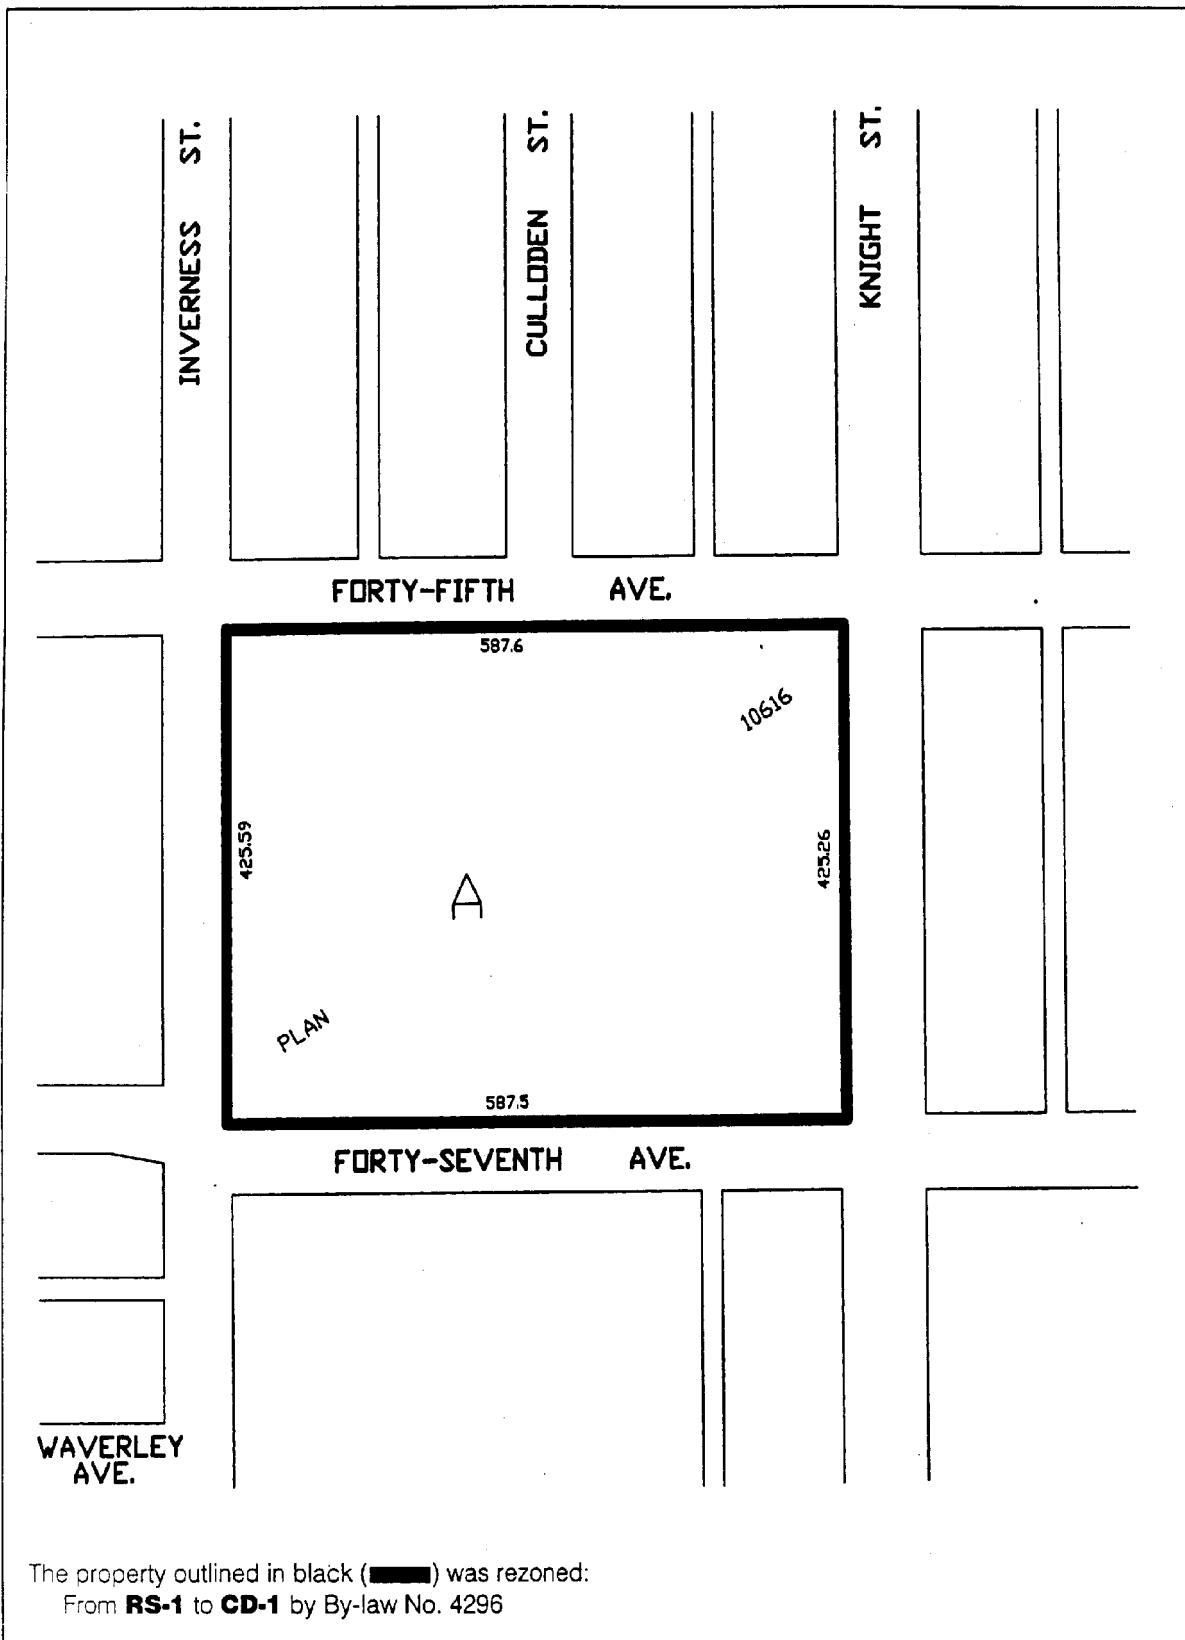 INVERNESS ST.
CULLODEN ST.
KNIGHT ST.
FORTY-FIFTH AVE.
587.6
10616
425.59
425.26
A
PLAN
587.5
FORTY-SEVENTH AVE.
WAVERLEY
AVE.
The property outlined in black ( ) was rezoned:
From RS-1 to CD-1 by By-law No. 4296